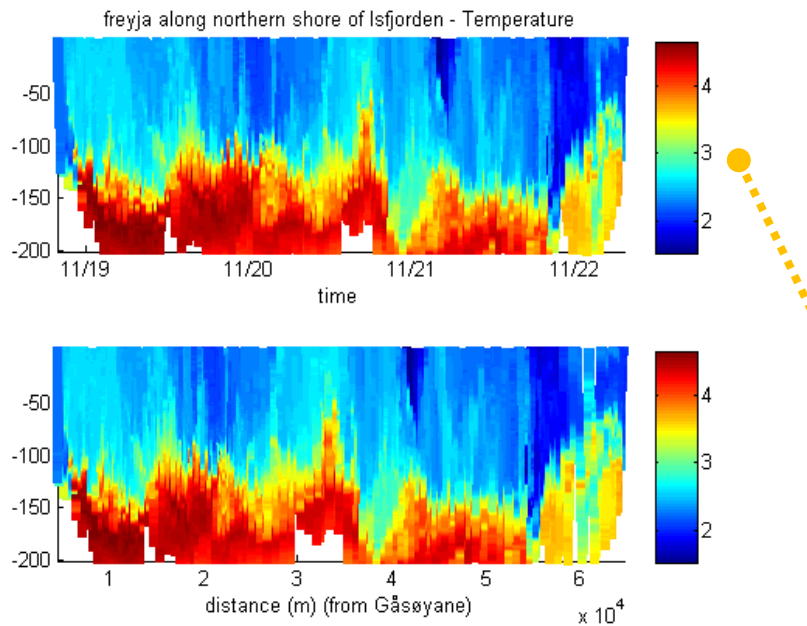 freyja along northern shore of Isfjorden - Temperature
-50
-100
-150
-200
11/19 11/20 11/21 11/22
time
4
3
2
-50
-100
-150
-200
1 2 3 4 5 6
distance (m) (from Gåsøyane) x 10^4
4
3
2